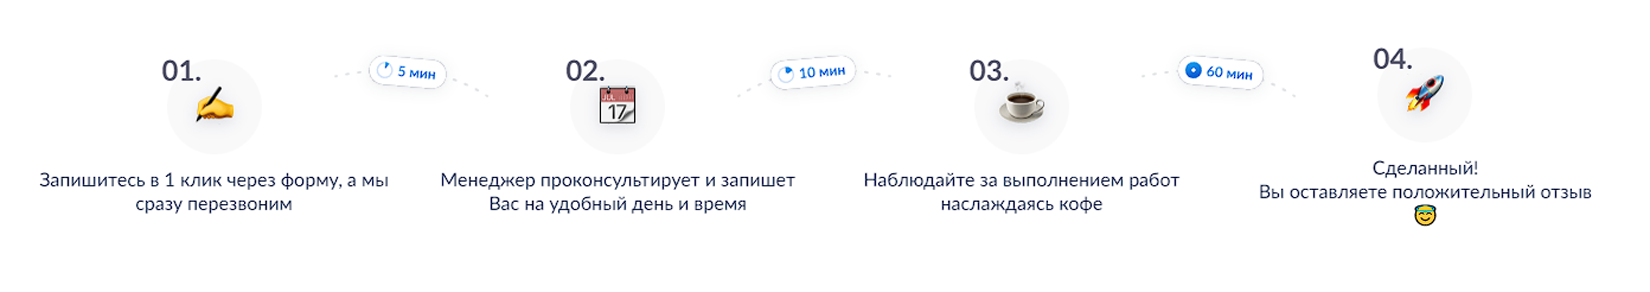 01.
5 мин
Запишитесь в 1 клик через форму, а мы
сразу перезвоним
02.
JUL
17
10 мин
Менеджер проконсультирует и запишет
Вас на удобный день и время
03.
60 мин
Наблюдайте за выполнением работ
наслаждаясь кофе
04.
Сделанный!
Вы оставляете положительный отзыв